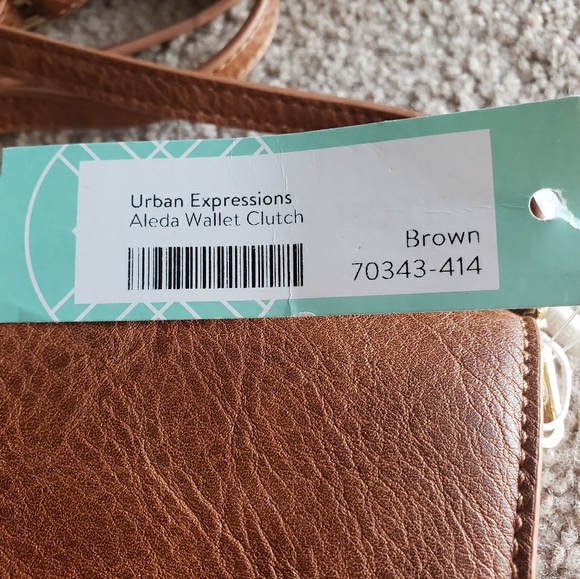 Urban Expressions
Aleda Wallet Clutch
Brown
70343-414